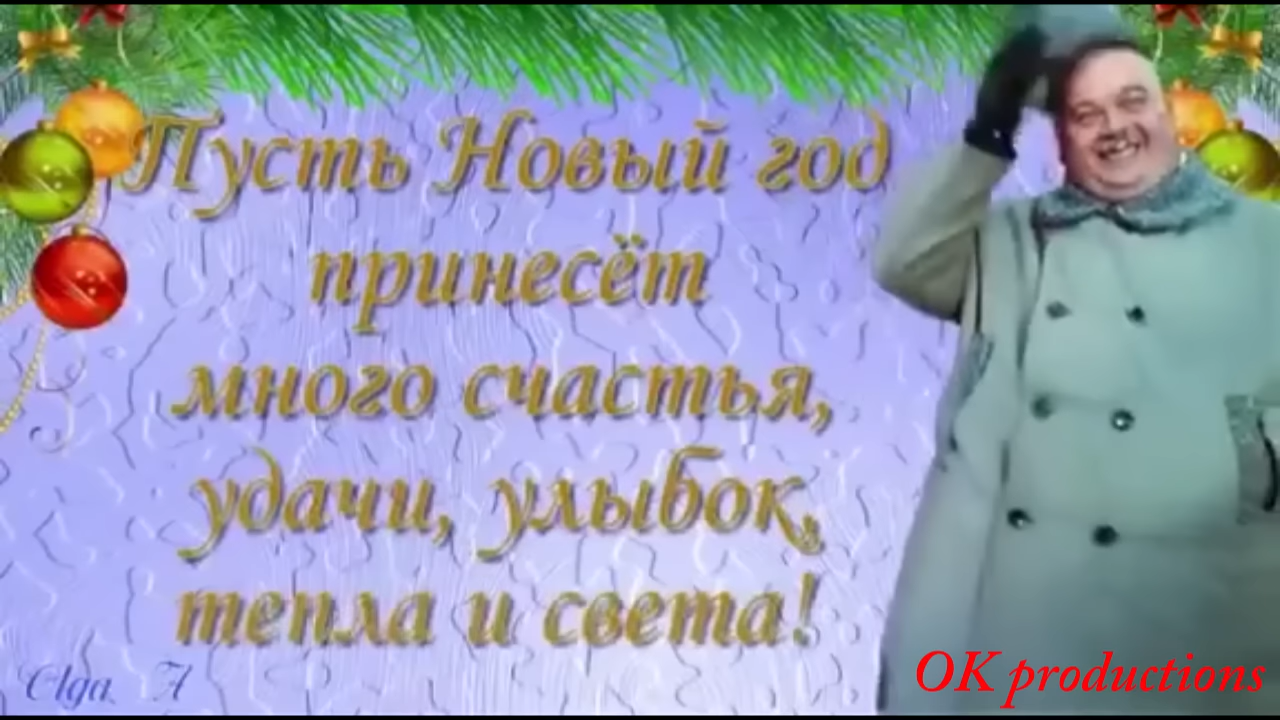 Пусть Новый год
принесёт
много счастья,
удачи, улыбок,
тепла и света!
Olga A
OK productions